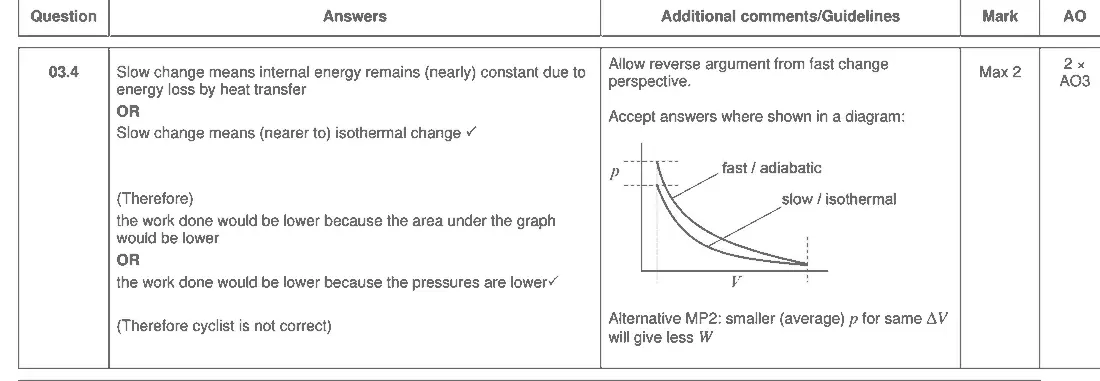 Question Answers Additional comments/Guidelines Mark AO
03.4
Slow change means internal energy remains (nearly) constant due to
energy loss by heat transfer
OR
Slow change means (nearer to) isothermal change ✓
(Therefore)
the work done would be lower because the area under the graph
would be lower
OR
the work done would be lower because the pressures are lower✓
(Therefore cyclist is not correct)
Allow reverse argument from fast change
perspective.
Accept answers where shown in a diagram:
p
fast / adiabatic
slow / isothermal
V
Alternative MP2: smaller (average) p for same ΔV
will give less W
Max 2
2 ×
AO3